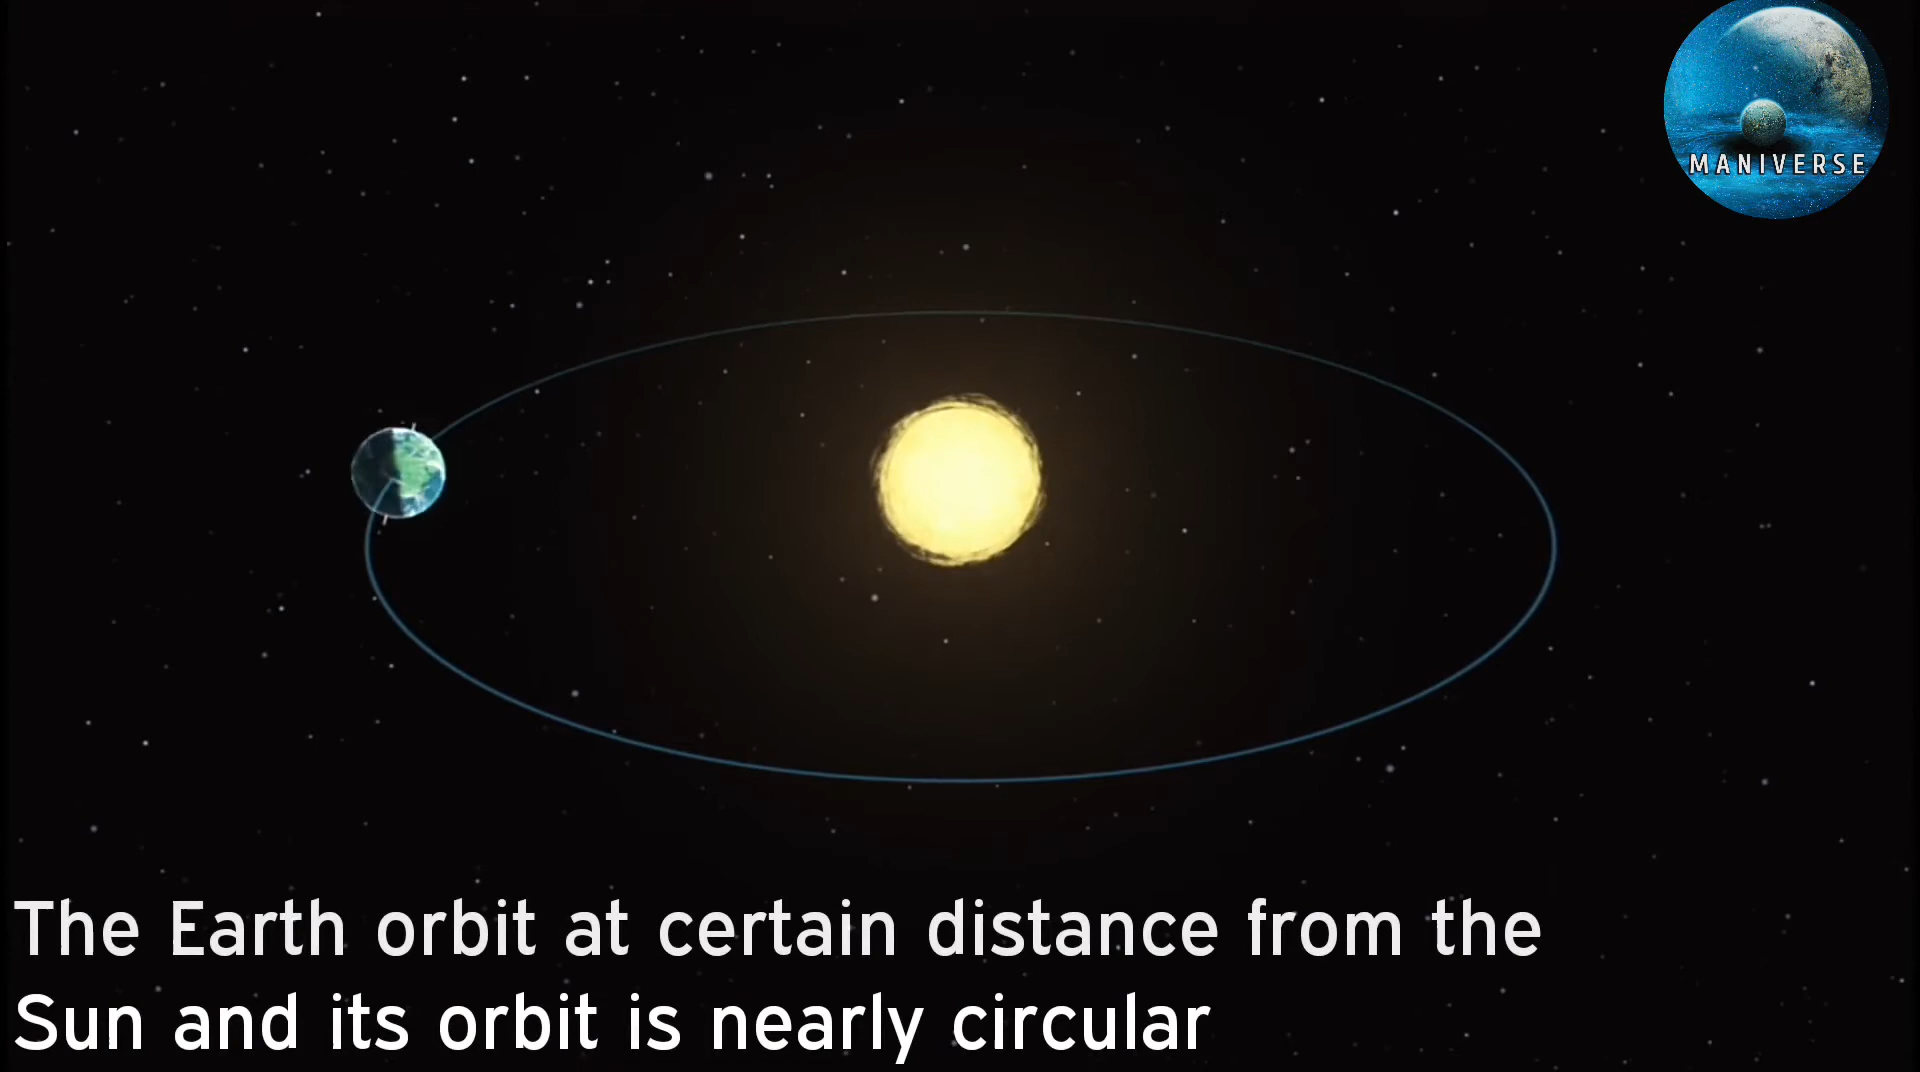 MANIVERSE
The Earth orbit at certain distance from the
Sun and its orbit is nearly circular